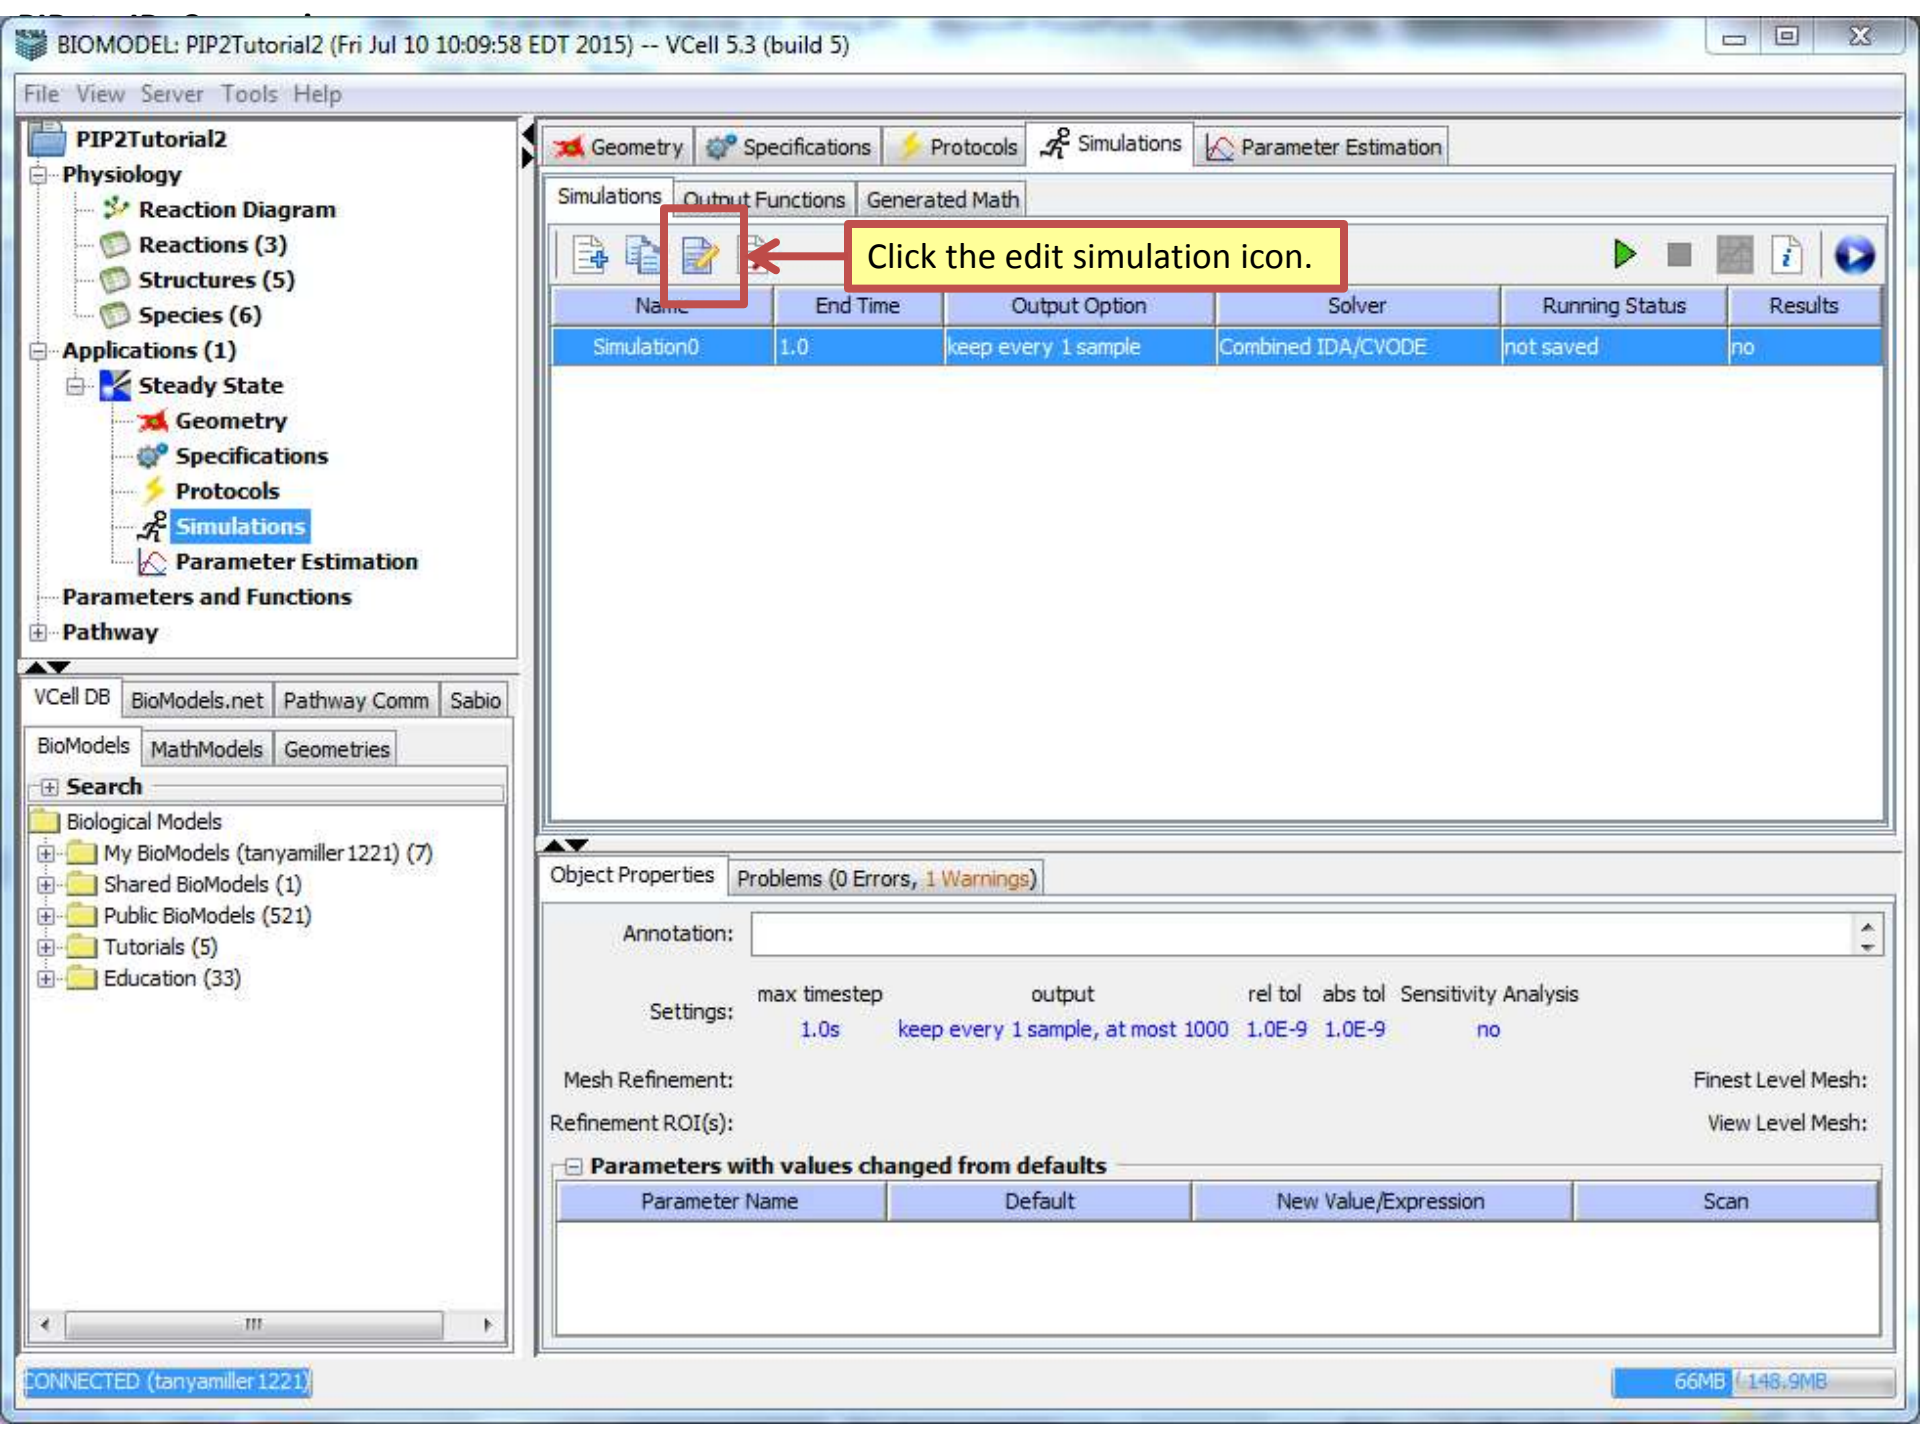 BIOMODEL: PIP2Tutorial2 (Fri Jul 10 10:09:58 EDT 2015) -- VCell 5.3 (build 5)
File View Server Tools Help
PIP2Tutorial2
Physiology
Reaction Diagram
Reactions (3)
Structures (5)
Species (6)
Applications (1)
Steady State
Geometry
Specifications
Protocols
Simulations
Parameter Estimation
Parameters and Functions
Pathway
VCell DB BioModels.net Pathway Comm Sabio
BioModels MathModels Geometries
Search
Biological Models
My BioModels (tanyamiller1221) (7)
Shared BioModels (1)
Public BioModels (521)
Tutorials (5)
Education (33)
Geometry Specifications Protocols Simulations Parameter Estimation
Simulations Output Functions Generated Math
Click the edit simulation icon.
Name End Time Output Option Solver Running Status Results
Simulation0 1.0 keep every 1 sample Combined IDA/CVODE not saved no
Object Properties Problems (0 Errors, 1 Warnings)
Annotation:
max timestep output rel tol abs tol Sensitivity Analysis
Settings: 1.0s keep every 1 sample, at most 1000 1.0E-9 1.0E-9 no
Mesh Refinement: Finest Level Mesh:
Refinement ROI(s): View Level Mesh:
Parameters with values changed from defaults
Parameter Name Default New Value/Expression Scan
CONNECTED (tanyamiller1221)
66MB / 148.9MB